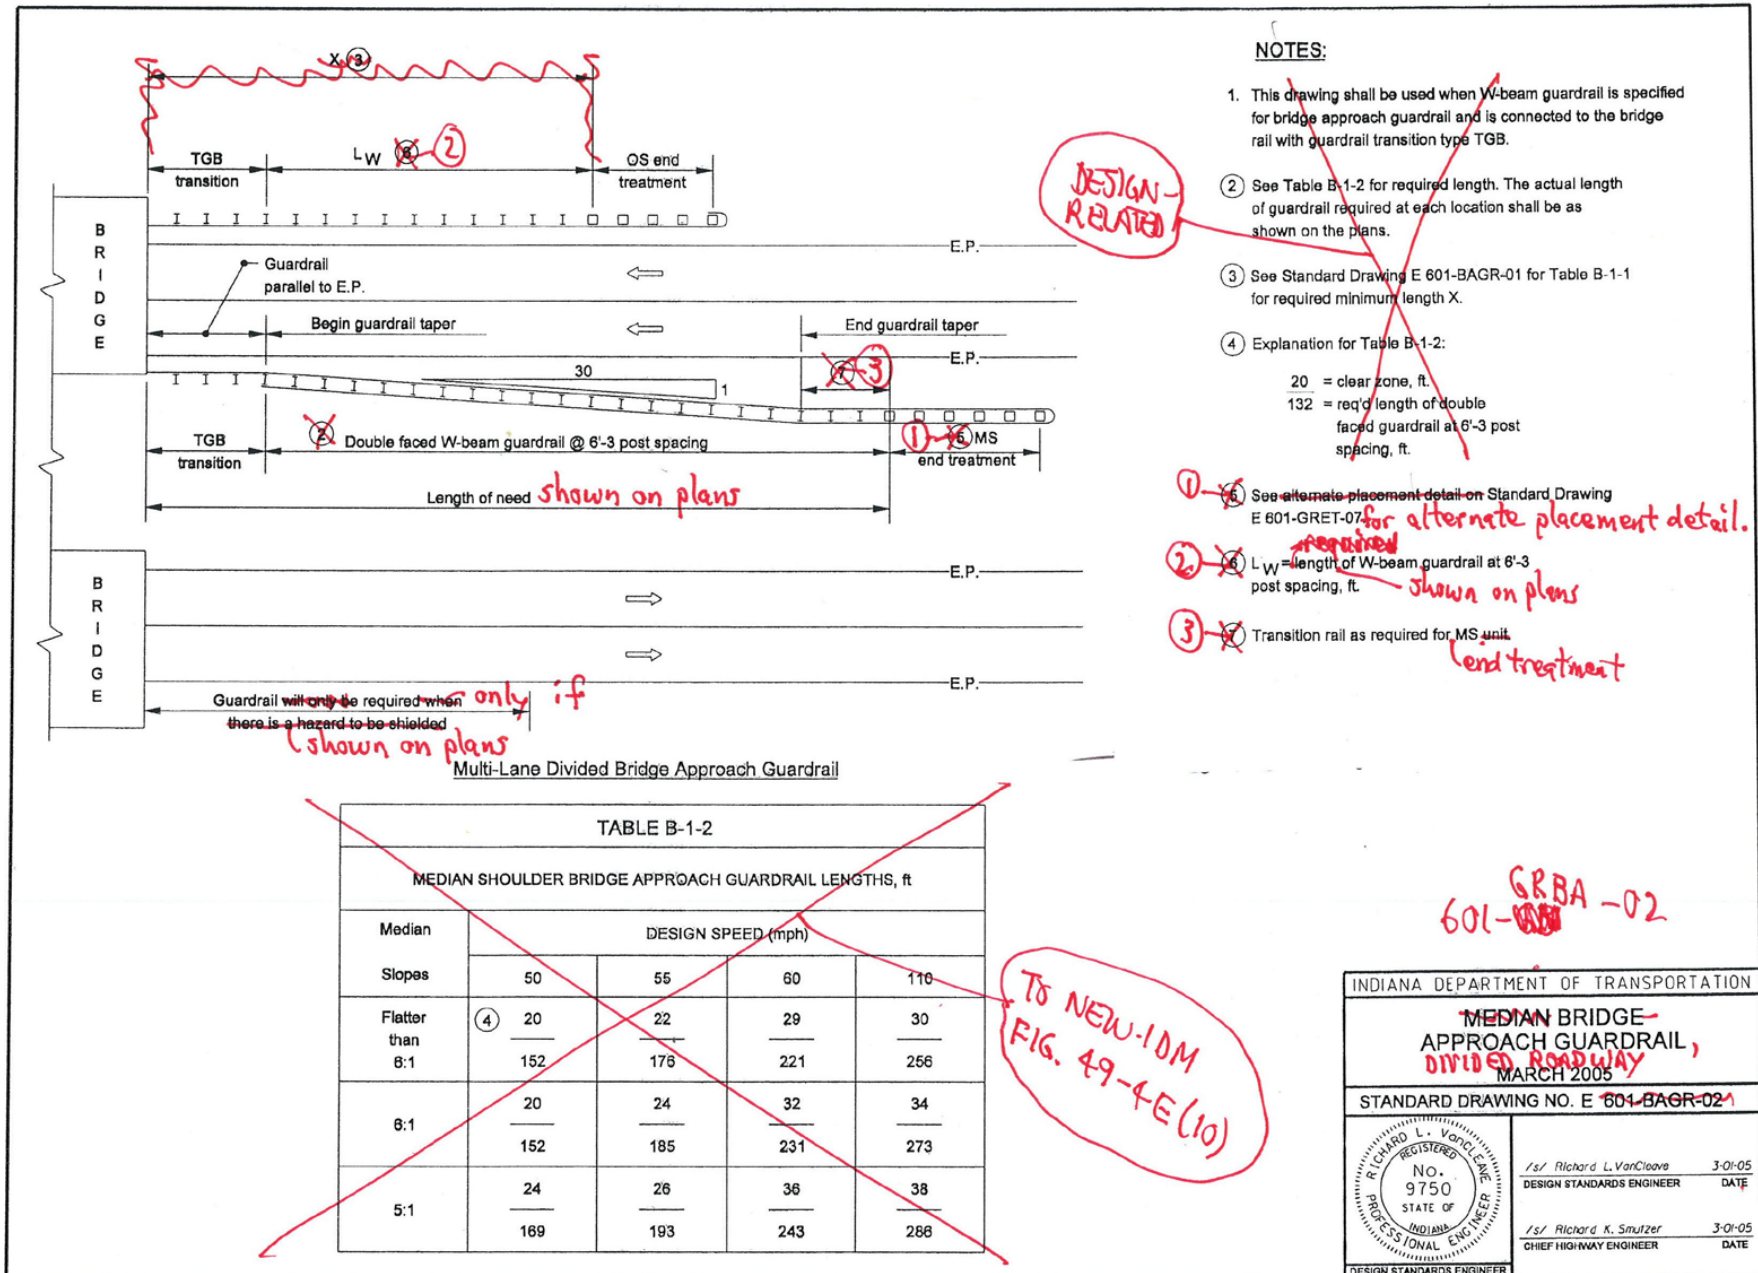 X ③
L W ⑥ ②
TGB
transition
OS end
treatment
BRIDGE
E.P.
Guardrail
parallel to E.P.
Begin guardrail taper
End guardrail taper
E.P.
30
1
⑦ ③
② Double faced W-beam guardrail @ 6'-3 post spacing
TGB
transition
① ⑤ MS
end treatment
Length of need shown on plans
BRIDGE
E.P.
E.P.
Guardrail will only be required when only if
there is a hazard to be shielded
shown on plans
Multi-Lane Divided Bridge Approach Guardrail
NOTES:
1. This drawing shall be used when W-beam guardrail is specified
for bridge approach guardrail and is connected to the bridge
rail with guardrail transition type TGB.
DESIGN-
RELATED
② See Table B-1-2 for required length. The actual length
of guardrail required at each location shall be as
shown on the plans.
③ See Standard Drawing E 601-BAGR-01 for Table B-1-1
for required minimum length X.
④ Explanation for Table B-1-2:
20 = clear zone, ft.
132 = req'd length of double
faced guardrail at 6'-3 post
spacing, ft.
① ⑤ See alternate placement detail on Standard Drawing
E 601-GRET-07 for alternate placement detail.
required
② ⑥ L W = length of W-beam guardrail at 6'-3
post spacing, ft. shown on plans
③ ⑦ Transition rail as required for MS unit
end treatment
TABLE B-1-2
MEDIAN SHOULDER BRIDGE APPROACH GUARDRAIL LENGTHS, ft
Median DESIGN SPEED (mph)
Slopes 50 55 60 110
Flatter ④ 20 22 29 30
than
6:1 152 176 221 256
20 24 32 34
6:1
152 185 231 273
24 26 36 38
5:1
169 193 243 286
TO NEW IDM
FIG. 49-4E(10)
GRBA
601- -02
INDIANA DEPARTMENT OF TRANSPORTATION
MEDIAN BRIDGE
APPROACH GUARDRAIL,
DIVIDED ROADWAY
MARCH 2005
STANDARD DRAWING NO. E 601-BAGR-02
RICHARD L. VanCLEAVE
REGISTERED
No.
9750
STATE OF
INDIANA
PROFESSIONAL ENGINEER
/s/ Richard L. VanCleave 3-01-05
DESIGN STANDARDS ENGINEER DATE
/s/ Richard K. Smutzer 3-01-05
CHIEF HIGHWAY ENGINEER DATE
DESIGN STANDARDS ENGINEER